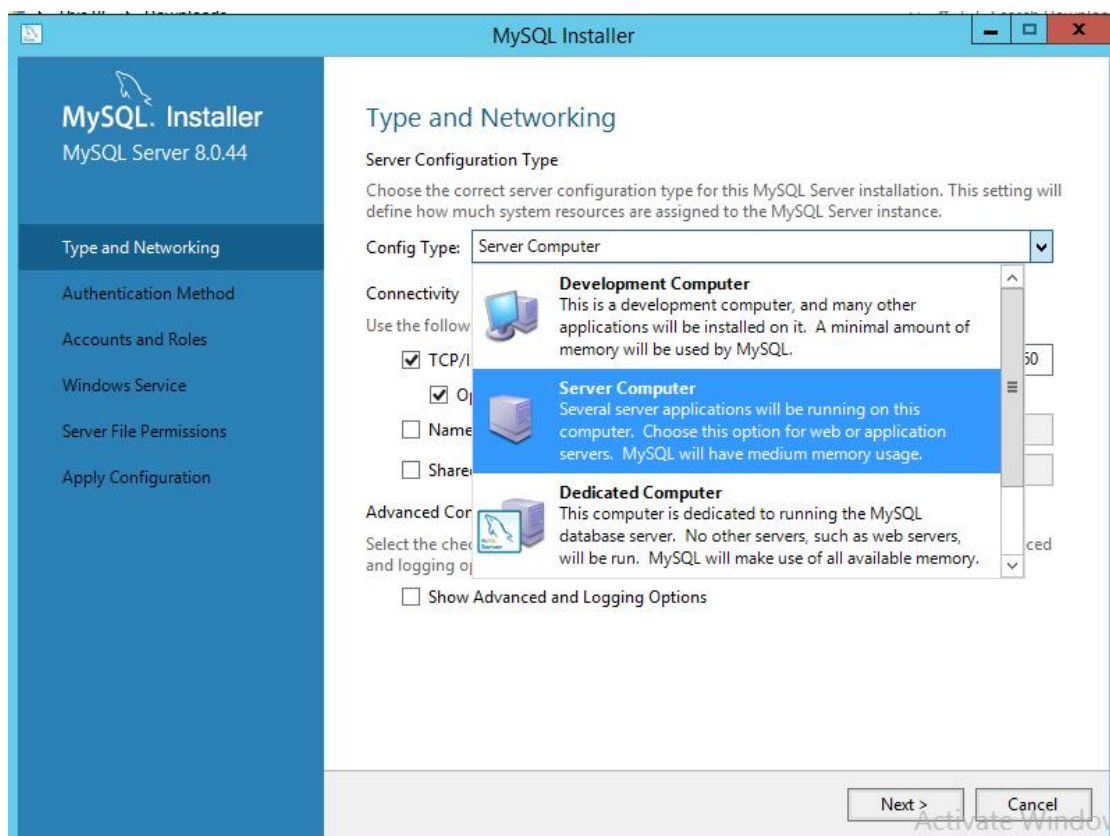 MySQL Installer
MySQL. Installer
MySQL Server 8.0.44
Type and Networking
Authentication Method
Accounts and Roles
Windows Service
Server File Permissions
Apply Configuration
Type and Networking
Server Configuration Type
Choose the correct server configuration type for this MySQL Server installation. This setting will
define how much system resources are assigned to the MySQL Server instance.
Config Type: Server Computer
Development Computer
This is a development computer, and many other
applications will be installed on it. A minimal amount of
memory will be used by MySQL.
Server Computer
Several server applications will be running on this
computer. Choose this option for web or application
servers. MySQL will have medium memory usage.
Dedicated Computer
This computer is dedicated to running the MySQL
database server. No other servers, such as web servers,
will be run. MySQL will make use of all available memory.
Connectivity
Use the follow
TCP/I
60
Name
Share
Advanced Con
Select the chec
ced
and logging o
Show Advanced and Logging Options
Next >
Cancel
Activate Window